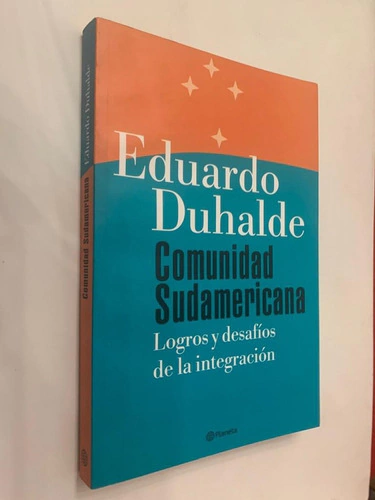 Eduardo
Duhalde
Comunidad
Sudamericana
Logros y desafíos
de la integración
Planeta
Eduardo Duhalde
Comunidad Sudamericana